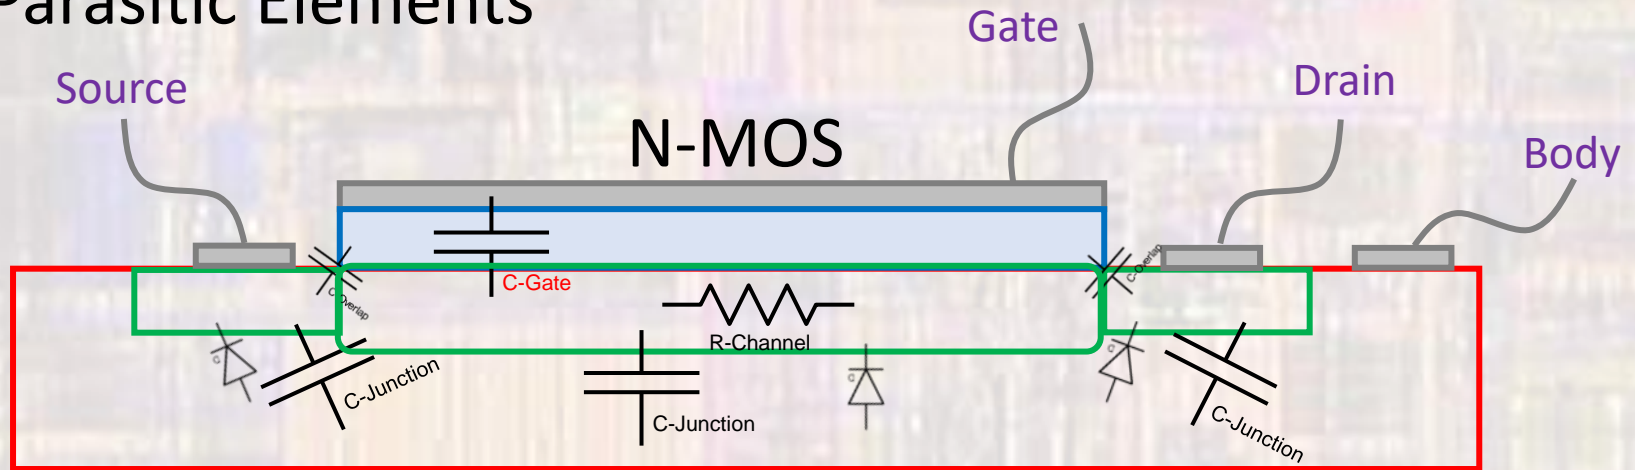 Parasitic Elements
Gate
Source
Drain
N-MOS
Body
C-Gate
C-Overlap
C-Overlap
R-Channel
C-Junction
C-Junction
C-Junction